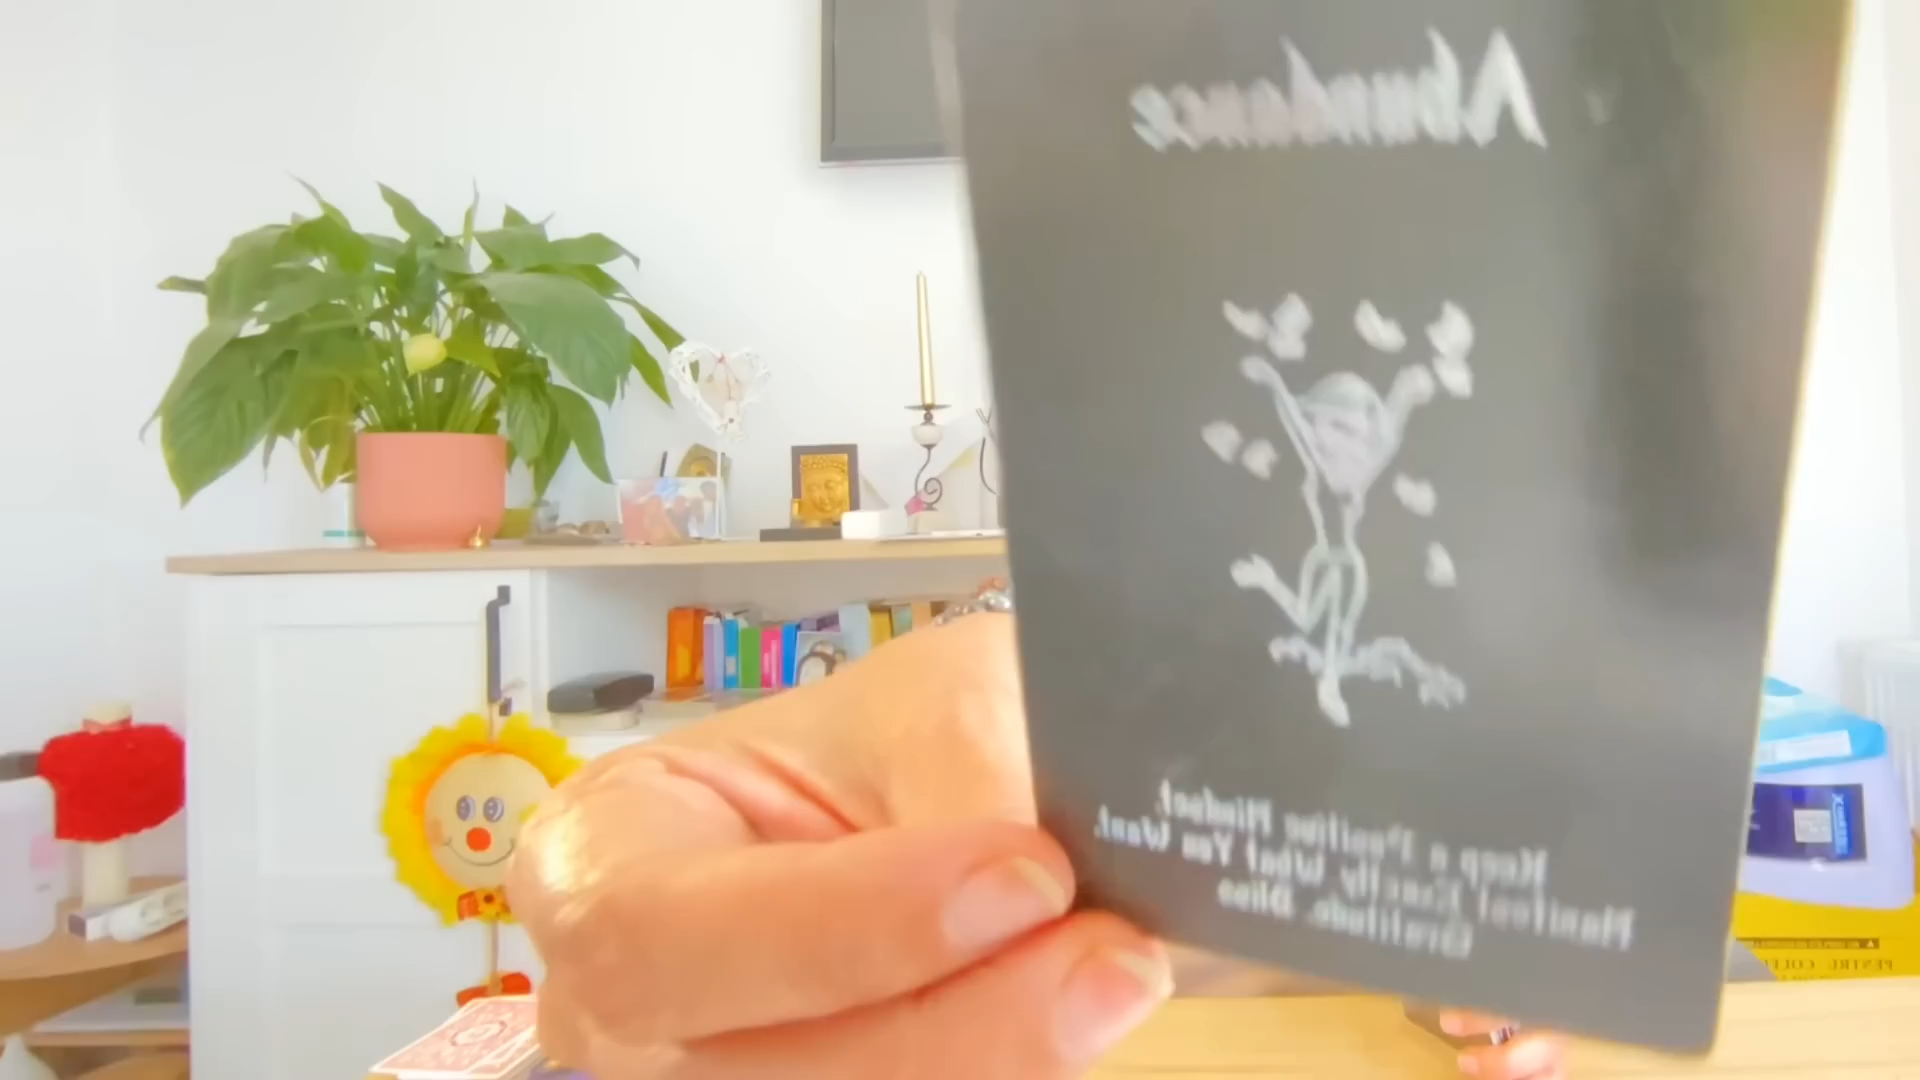 Abundance
Keep a Positive Mindset.
Manifest Exactly What You Want.
Gratitude. Bliss